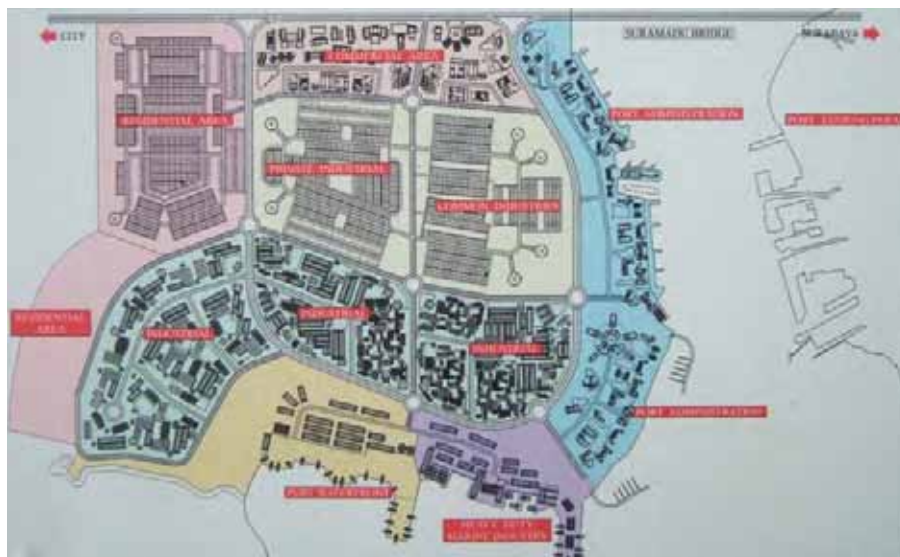 CITY
SURAMADU BRIDGE
SURABAYA
COMMERCIAL AREA
RESIDENTIAL AREA
PORT ADMINISTRATION
PRIVATE INDUSTRIAL
COMMON INDUSTRIES
RESIDENTIAL
AREA
INDUSTRIAL
INDUSTRIAL
INDUSTRIAL
PORT ADMINISTRATION
PORT WATERFRONT
HEAVY DUTY
MARINE INDUSTRY